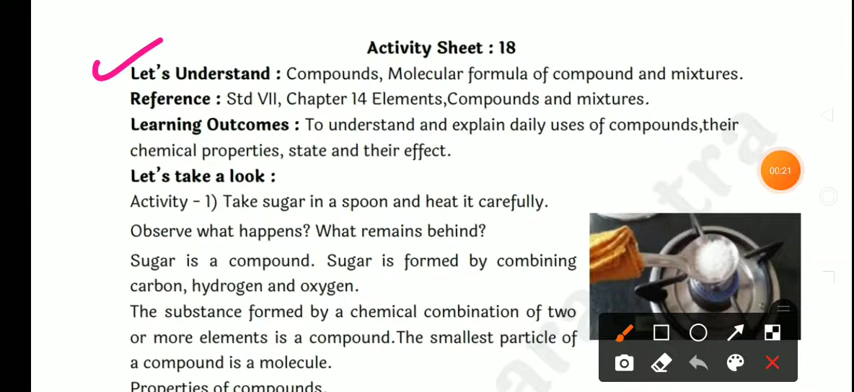 Activity Sheet : 18
Let's Understand : Compounds, Molecular formula of compound and mixtures.
Reference : Std VII, Chapter 14 Elements,Compounds and mixtures.
Learning Outcomes : To understand and explain daily uses of compounds,their
chemical properties, state and their effect.
00:21
Let's take a look :
Activity - 1) Take sugar in a spoon and heat it carefully.
Observe what happens? What remains behind?
Sugar is a compound. Sugar is formed by combining
carbon, hydrogen and oxygen.
The substance formed by a chemical combination of two
or more elements is a compound.The smallest particle of
a compound is a molecule.
Properties of compounds.